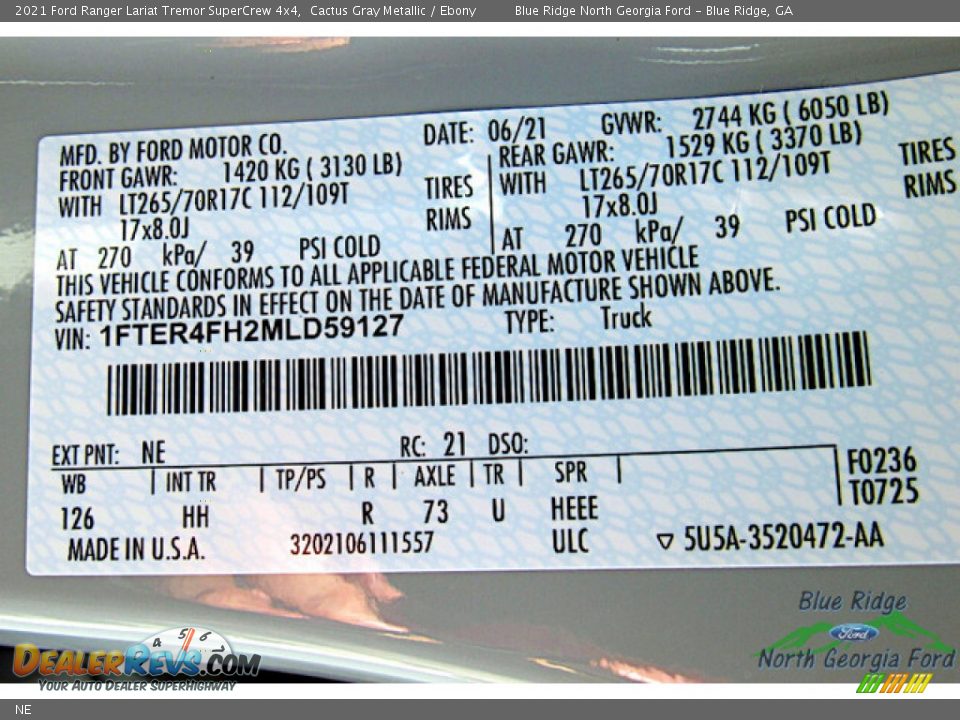 2021 Ford Ranger Lariat Tremor SuperCrew 4x4, Cactus Gray Metallic / Ebony Blue Ridge North Georgia Ford - Blue Ridge, GA
MFD. BY FORD MOTOR CO. DATE: 06/21 GVWR: 2744 KG ( 6050 LB)
FRONT GAWR: 1420 KG ( 3130 LB) REAR GAWR: 1529 KG ( 3370 LB)
WITH LT265/70R17C 112/109T TIRES WITH LT265/70R17C 112/109T TIRES
17x8.0J RIMS 17x8.0J RIMS
AT 270 kPa/ 39 PSI COLD AT 270 kPa/ 39 PSI COLD
THIS VEHICLE CONFORMS TO ALL APPLICABLE FEDERAL MOTOR VEHICLE
SAFETY STANDARDS IN EFFECT ON THE DATE OF MANUFACTURE SHOWN ABOVE.
VIN: 1FTER4FH2MLD59127 TYPE: Truck
EXT PNT: NE RC: 21 DSO:
WB INT TR TP/PS R AXLE TR SPR F0236
126 HH R 73 U HEEE T0725
MADE IN U.S.A. 3202106111557 ULC ▽ 5U5A-3520472-AA
Blue Ridge
Ford
North Georgia Ford
4 5 6 7
DEALERREVS.COM
YOUR AUTO DEALER SUPERHIGHWAY
NE